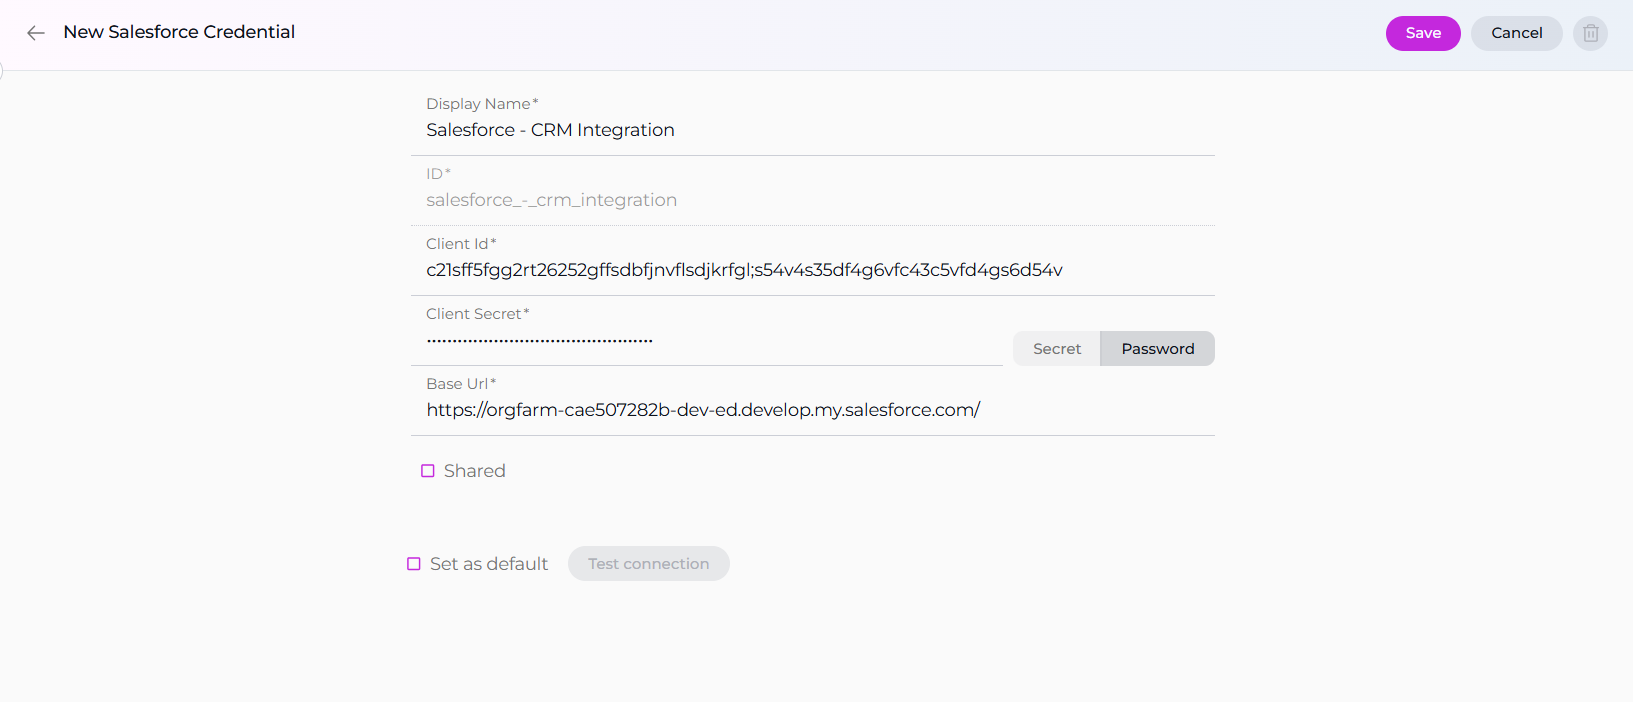 New Salesforce Credential
Save
Cancel
Display Name*
Salesforce - CRM Integration
ID*
salesforce_-_crm_integration
Client Id*
c21sff5fgg2rt26252gffsdbfjnvflsdjkrfgl;s54v4s35df4g6vfc43c5vfd4gs6d54v
Client Secret*
Secret
Password
Base Url*
https://orgfarm-cae507282b-dev-ed.develop.my.salesforce.com/
Shared
Set as default
Test connection